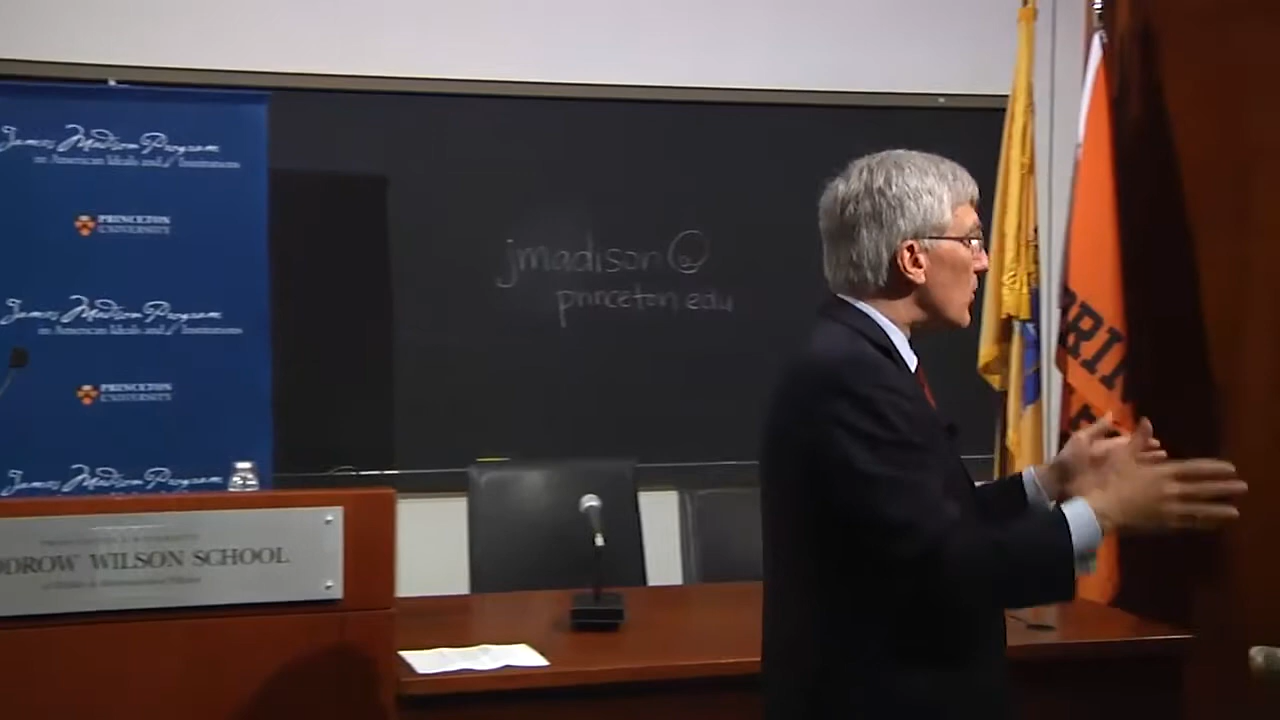 James Madison Program
in American Ideals and Institutions
PRINCETON
UNIVERSITY
James Madison Program
in American Ideals and Institutions
PRINCETON
UNIVERSITY
James Madison Program
jmadison@
princeton.edu
PRIN
DROW WILSON SCHOOL